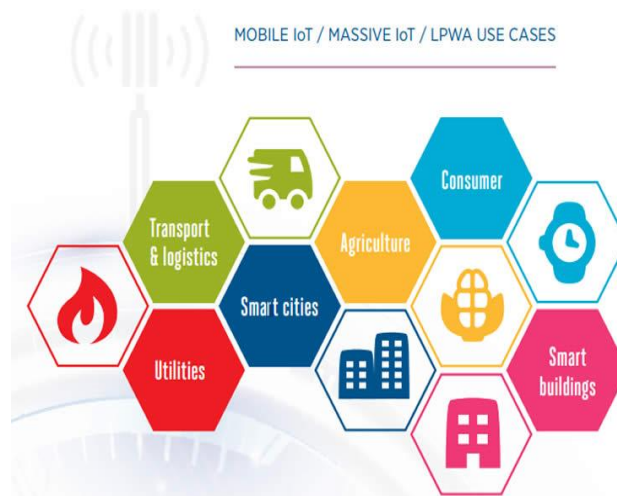 MOBILE IoT / MASSIVE IoT / LPWA USE CASES
Consumer
Transport
& logistics
Agriculture
Smart cities
Utilities
Smart
buildings